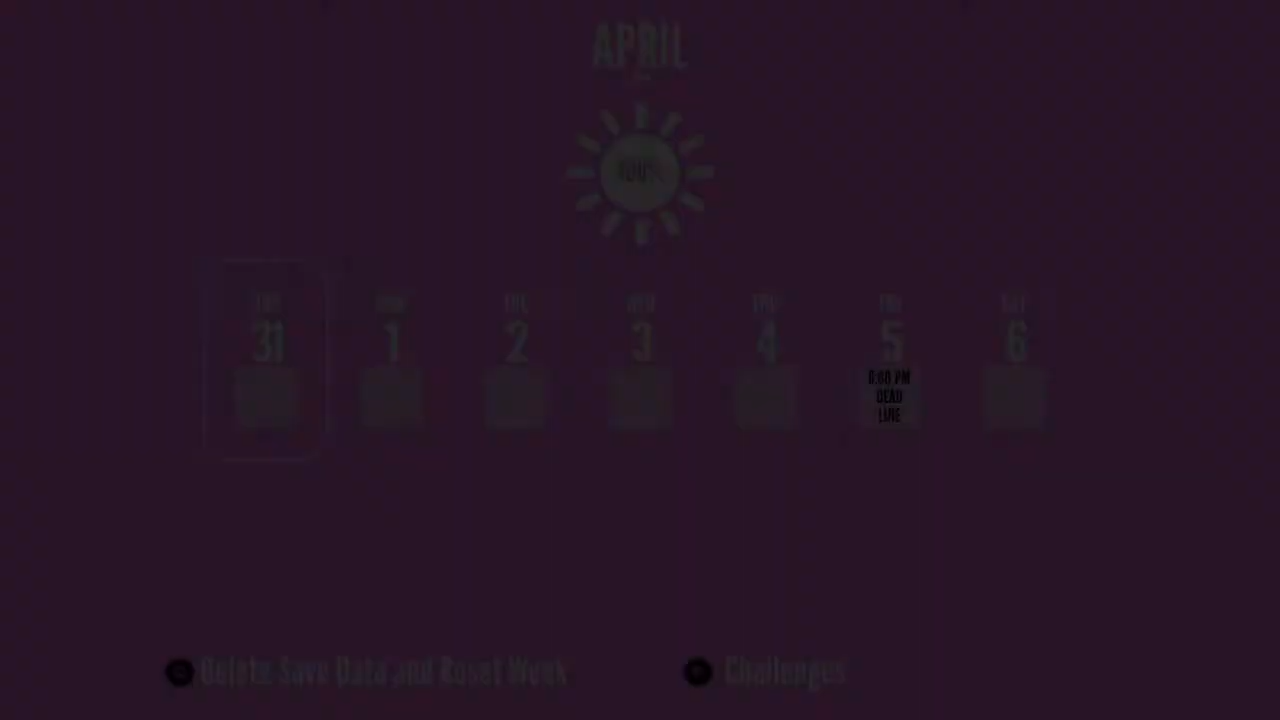 APRIL
100%
SUN MON TUE WED THU FRI SAT
31 1 2 3 4 5 6
6:00 PM
DEAD
LINE
Delete Save Data and Reset Week Challenges